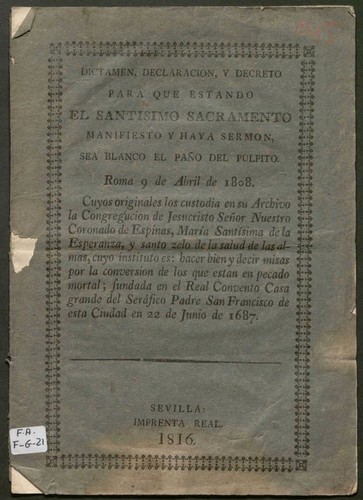 DICTAMEN, DECLARACION, Y DECRETO
PARA QUE ESTANDO
EL SANTISIMO SACRAMENTO
MANIFIESTO Y HAYA SERMON,
SEA BLANCO EL PAÑO DEL PULPITO.
Roma 9 de Abril de 1808.
Cuyos originales los custodia en su Archivo
la Congregacion de Jesucristo Señor Nuestro
Coronado de Espinas, María Santísima de la
Esperanza, y santo zelo de la salud de las al-
mas, cuyo instituto es: hacer bien y decir misas
por la conversion de los que estan en pecado
mortal; fundada en el Real Convento Casa
grande del Seráfico Padre San Francisco de
esta Ciudad en 22 de Junio de 1687.
SEVILLA:
IMPRENTA REAL.
1816.
F.A.
F-G-21